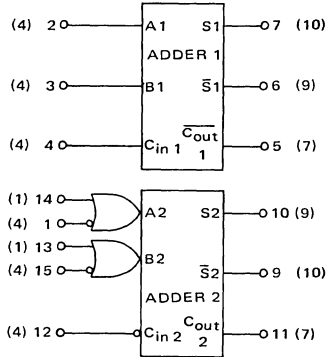 (4) 2 A1 S1 7 (10)
ADDER 1
(4) 3 B1 S̅1 6 (9)
(4) 4 Cin 1 C̅o̅u̅t̅ 1 5 (7)
(1) 14
(4) 1 A2 S2 10 (9)
(1) 13
(4) 15 B2 S̅2 9 (10)
ADDER 2
(4) 12 Cin 2 Cout 2 11 (7)